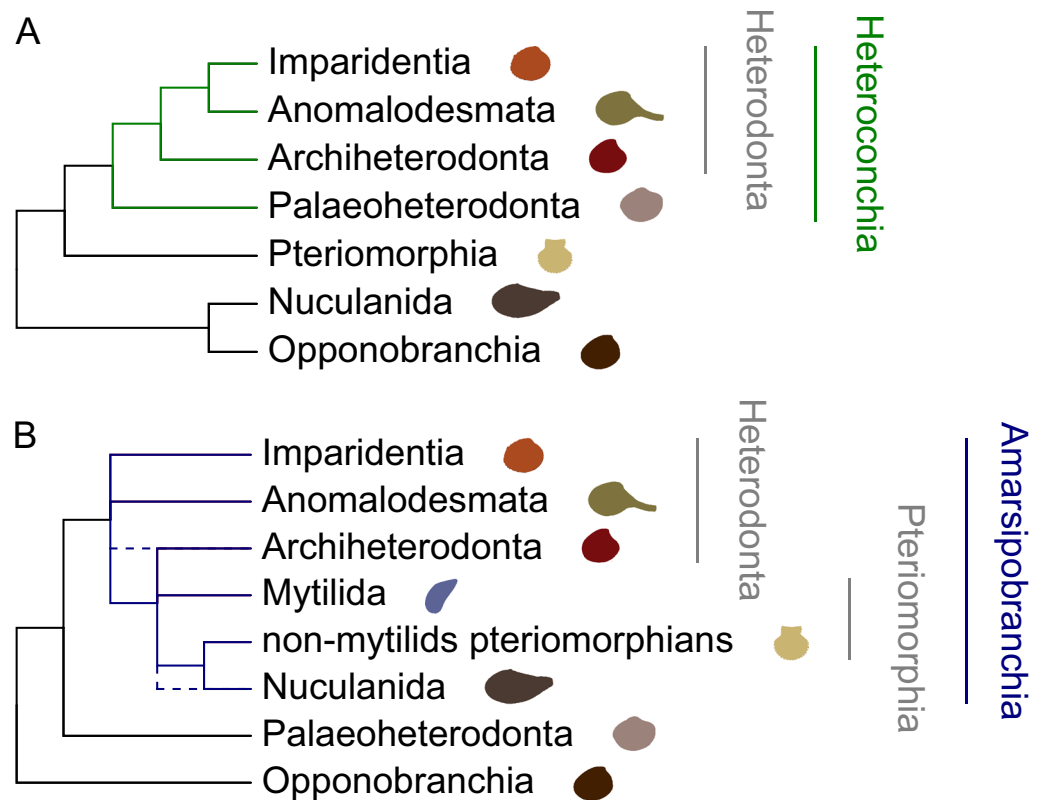 A
Imparidentia
Anomalodesmata
Archiheterodonta
Palaeoheterodonta
Pteriomorphia
Nuculanida
Opponobranchia
Heterodonta
Heteroconchia
B
Imparidentia
Anomalodesmata
Archiheterodonta
Mytilida
non-mytilids pteriomorphians
Nuculanida
Palaeoheterodonta
Opponobranchia
Heterodonta
Pteriomorphia
Amarsipobranchia